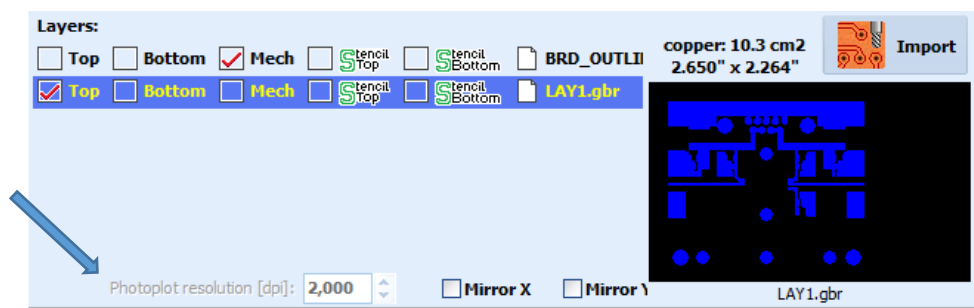 Layers:
Top Bottom Mech Stencil Top Stencil Bottom BRD_OUTLI
Top Bottom Mech Stencil Top Stencil Bottom LAY1.gbr
copper: 10.3 cm2
2.650" x 2.264"
Import
Photoplot resolution [dpi]: 2,000 Mirror X Mirror Y
LAY1.gbr